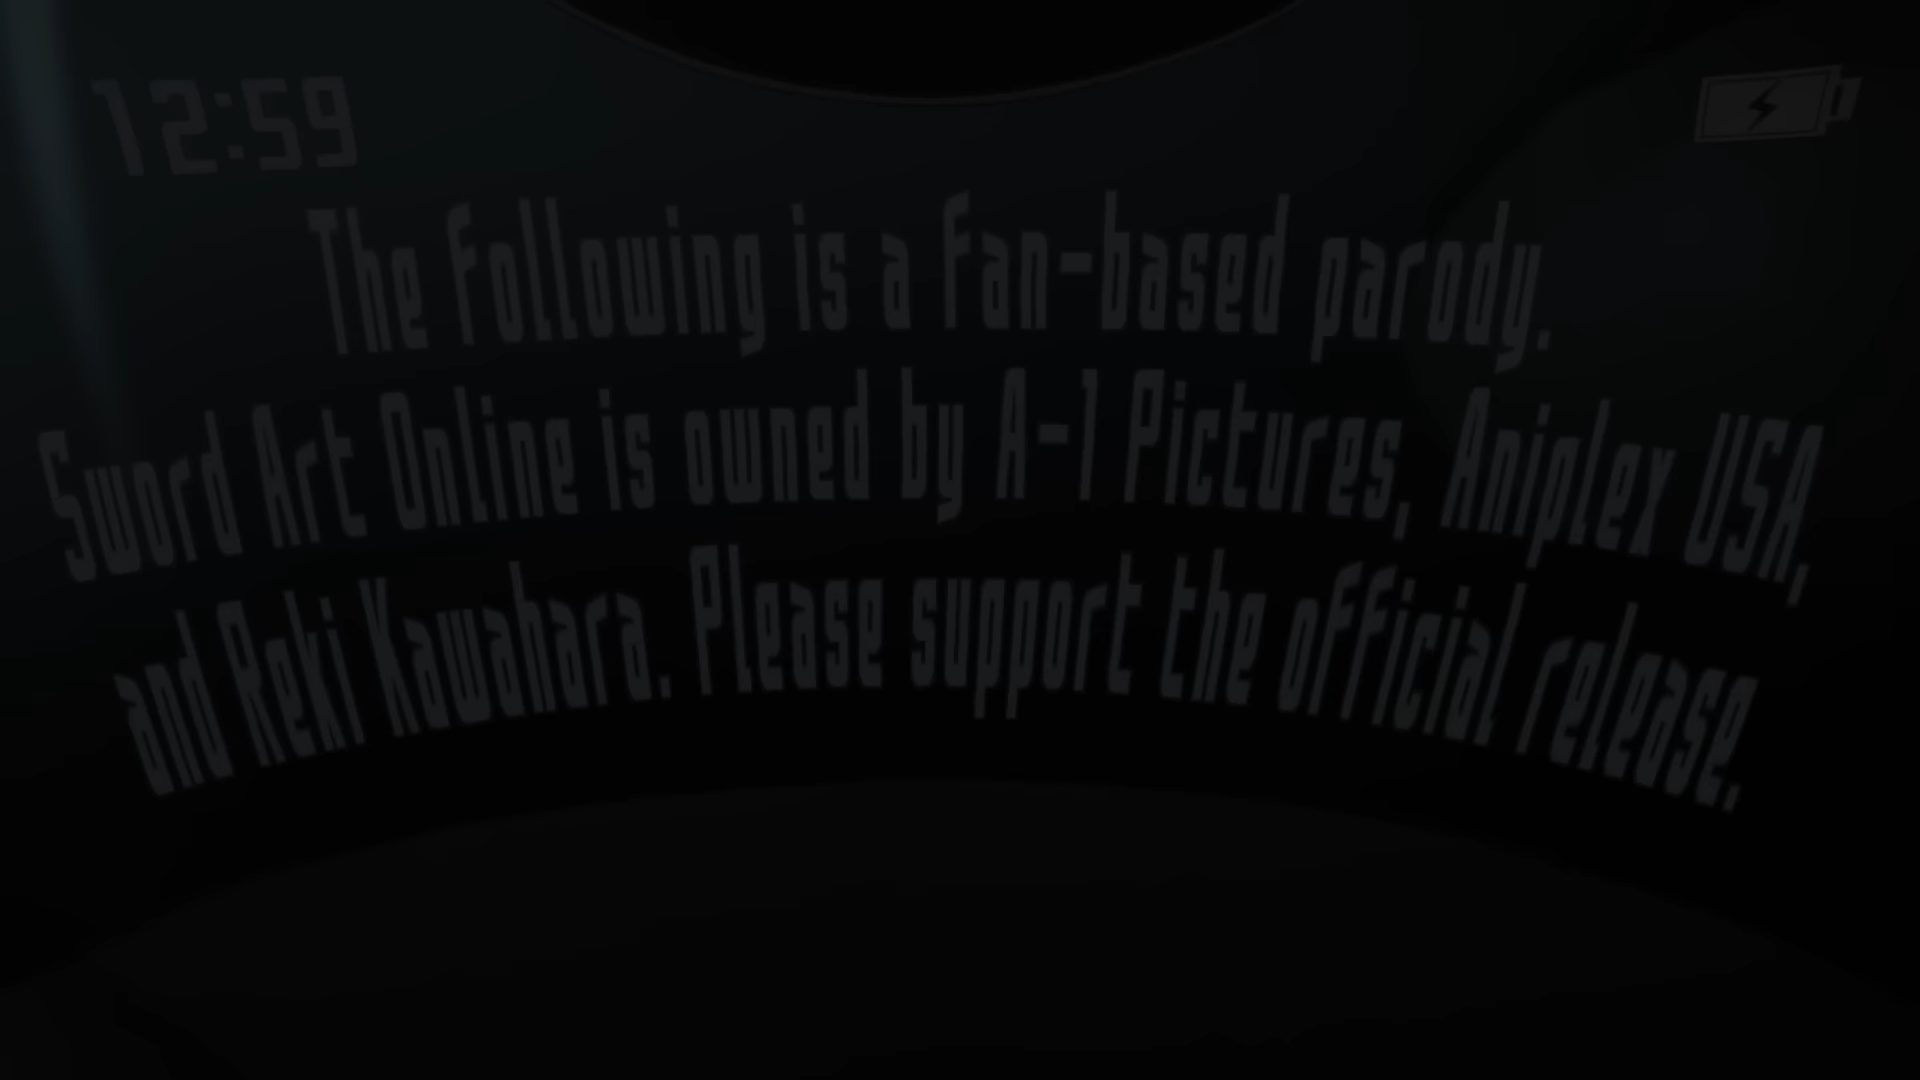 12:59
The Following is a Fan-based parody.
Sword Art Online is owned by A-1 Pictures, Aniplex USA,
and Reki Kawahara. Please support the official release.